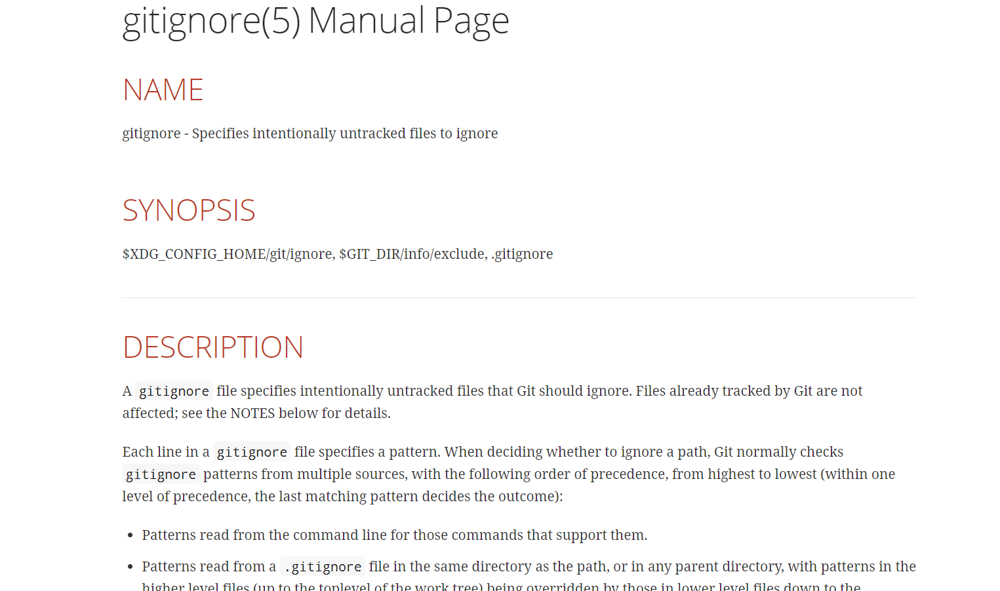 gitignore(5) Manual Page
NAME
gitignore - Specifies intentionally untracked files to ignore
SYNOPSIS
$XDG_CONFIG_HOME/git/ignore, $GIT_DIR/info/exclude, .gitignore
DESCRIPTION
A gitignore file specifies intentionally untracked files that Git should ignore. Files already tracked by Git are not
affected; see the NOTES below for details.
Each line in a gitignore file specifies a pattern. When deciding whether to ignore a path, Git normally checks
gitignore patterns from multiple sources, with the following order of precedence, from highest to lowest (within one
level of precedence, the last matching pattern decides the outcome):
• Patterns read from the command line for those commands that support them.
• Patterns read from a .gitignore file in the same directory as the path, or in any parent directory, with patterns in the
higher level files (up to the toplevel of the work tree) being overridden by those in lower level files down to the